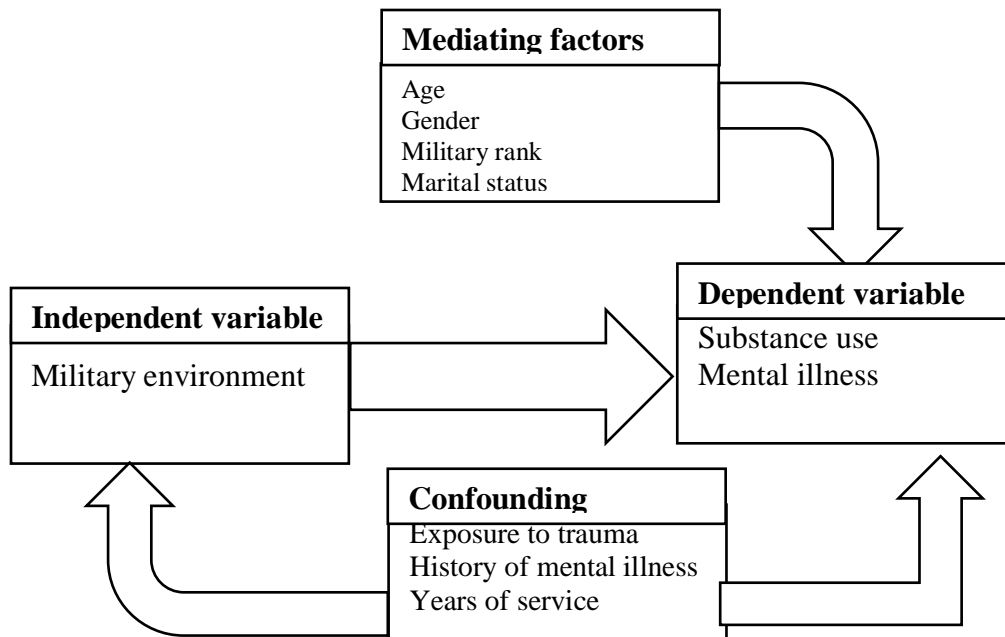 Mediating factors
Age
Gender
Military rank
Marital status
Independent variable
Military environment
Dependent variable
Substance use
Mental illness
Confounding
Exposure to trauma
History of mental illness
Years of service